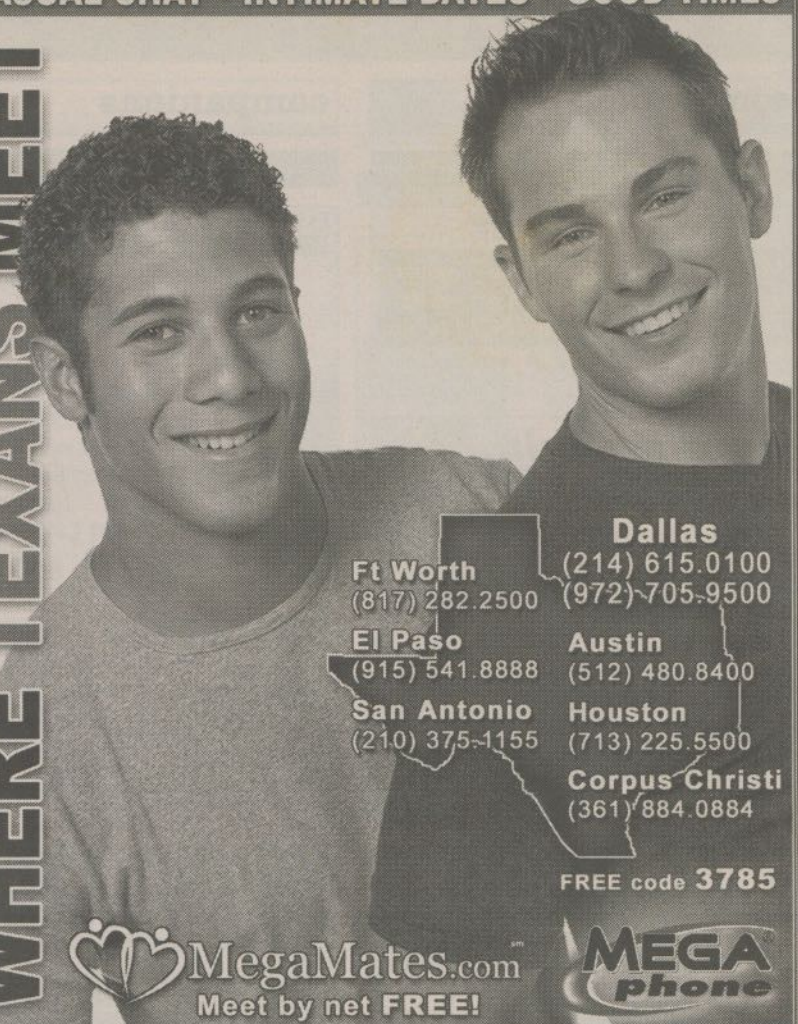 CASUAL CHAT INTIMATE DATES GOOD TIMES
WHERE TEXANS MEET
Dallas
(214) 615.0100
(972) 705.9500
Ft Worth
(817) 282.2500
El Paso
(915) 541.8888
Austin
(512) 480.8400
San Antonio
(210) 375.1155
Houston
(713) 225.5500
Corpus Christi
(361) 884.0884
FREE code 3785
MegaMates.com℠
Meet by net FREE!
MEGA®
phone